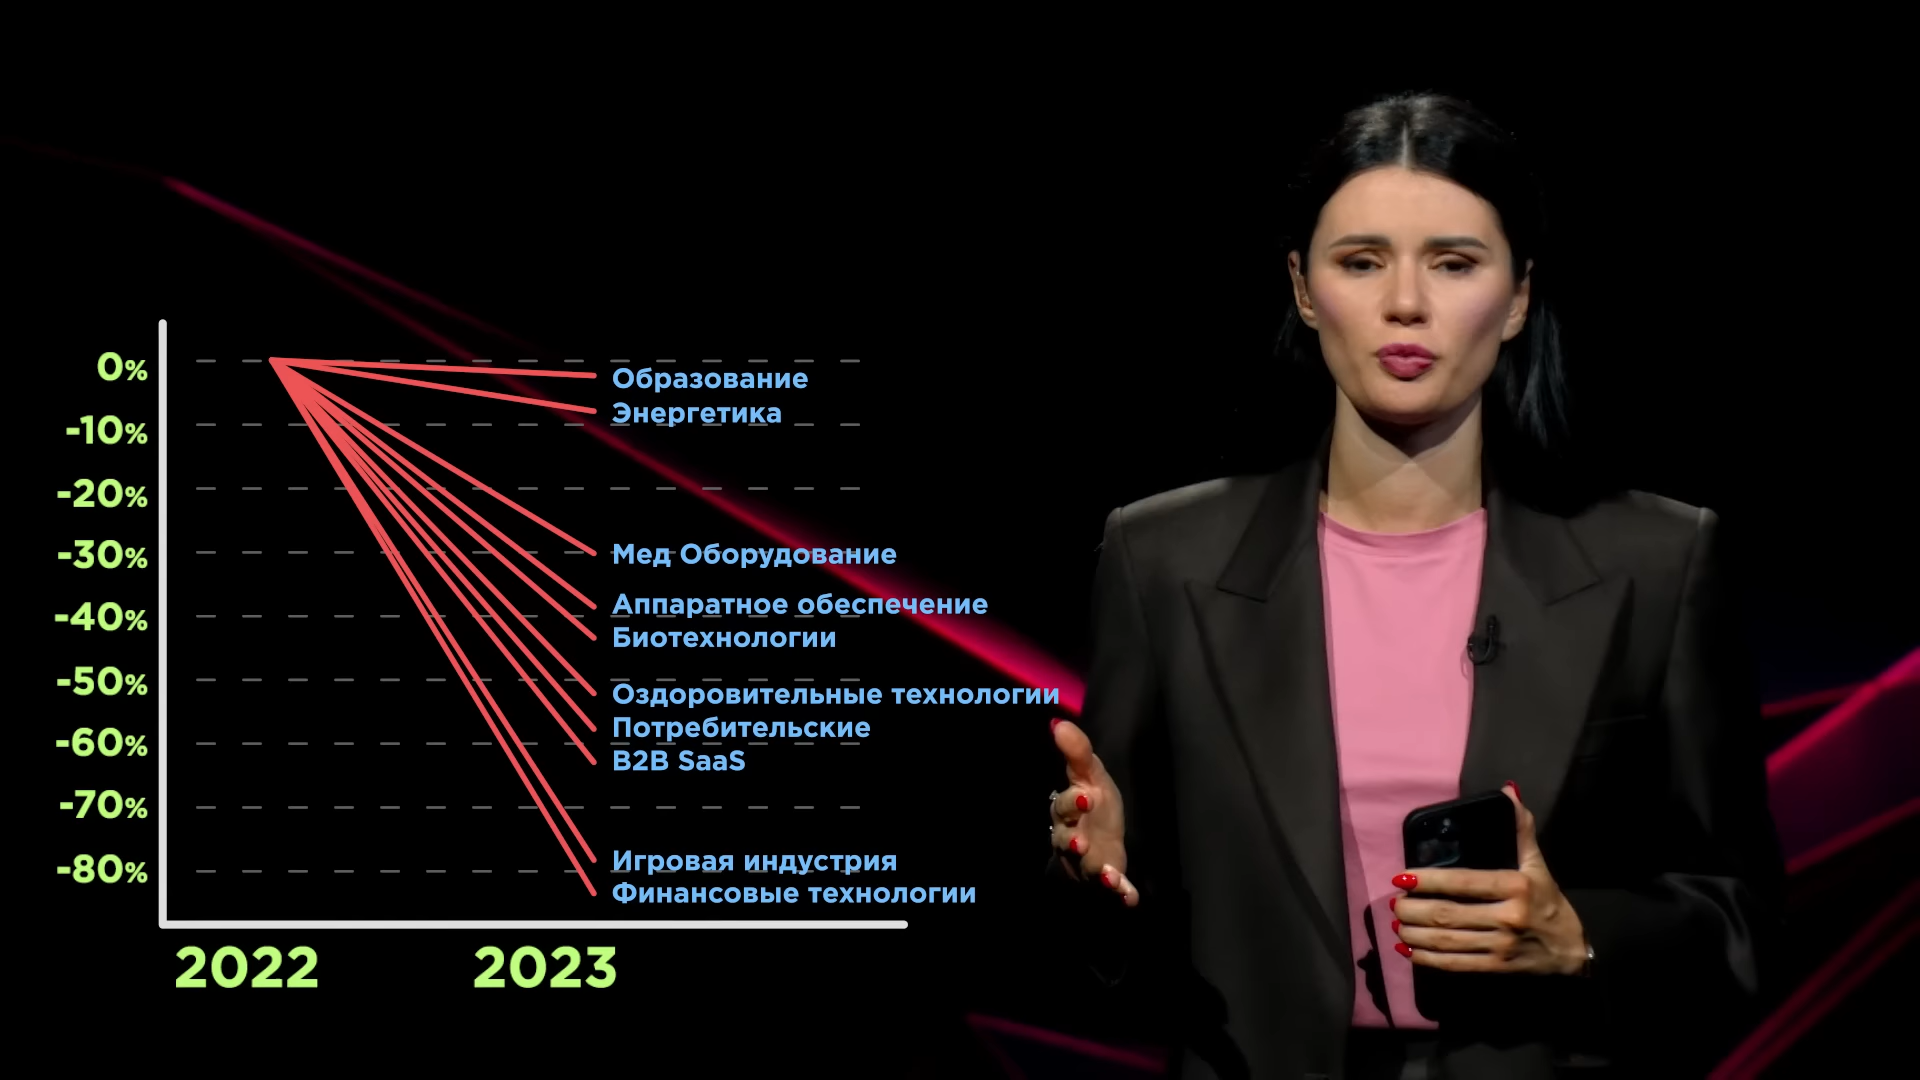 0%
-10%
-20%
-30%
-40%
-50%
-60%
-70%
-80%
Образование
Энергетика
Мед Оборудование
Аппаратное обеспечение
Биотехнологии
Оздоровительные технологии
Потребительские
B2B SaaS
Игровая индустрия
Финансовые технологии
2022 2023